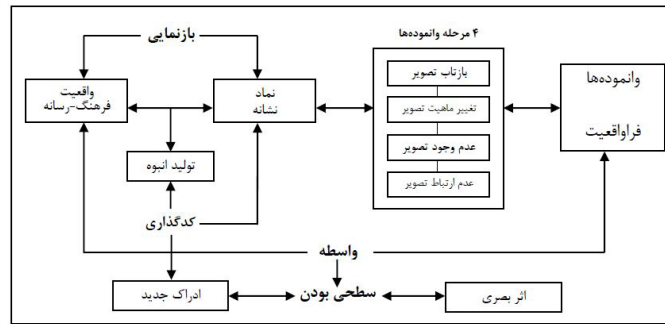 بازنمایی
۴ مرحله وانموده‌ها
واقعیت
فرهنگ-رسانه
نماد
نشانه
بازتاب تصویر
تغییر ماهیت تصویر
عدم وجود تصویر
عدم ارتباط تصویر
وانموده‌ها
فراواقعیت
تولید انبوه
کدگذاری
واسطه
ادراک جدید
سطحی بودن
اثر بصری